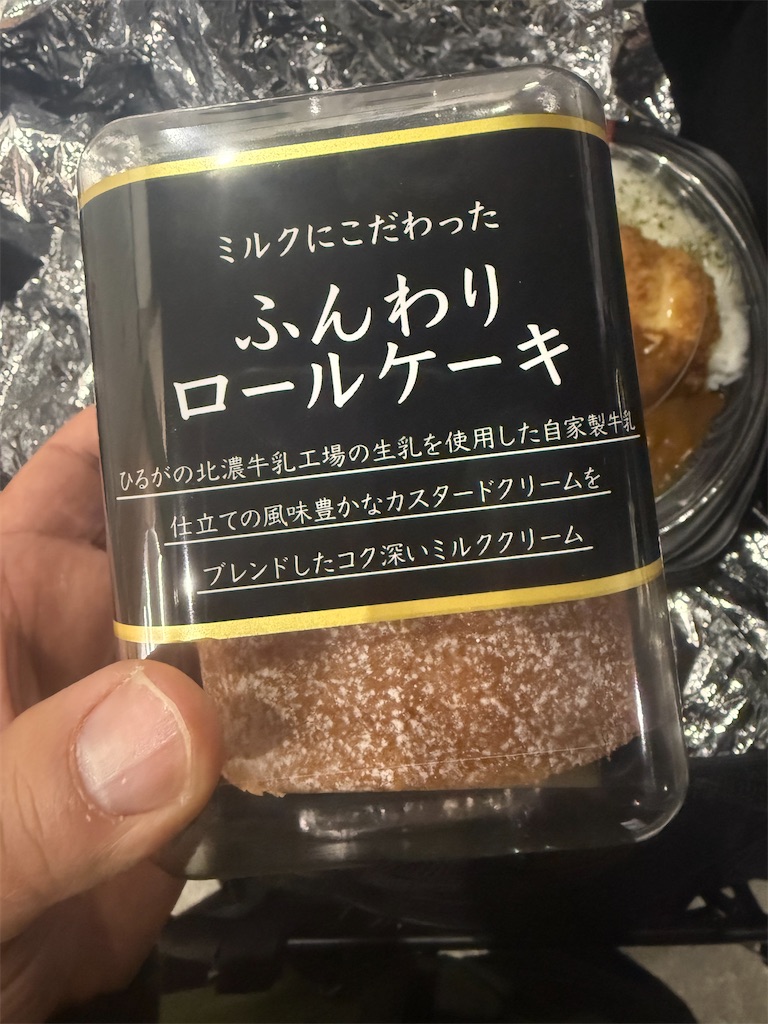 ミルクにこだわった
ふんわり
ロールケーキ
ひるがの北濃牛乳工場の生乳を使用した自家製牛乳
仕立ての風味豊かなカスタードクリームを
ブレンドしたコク深いミルククリーム